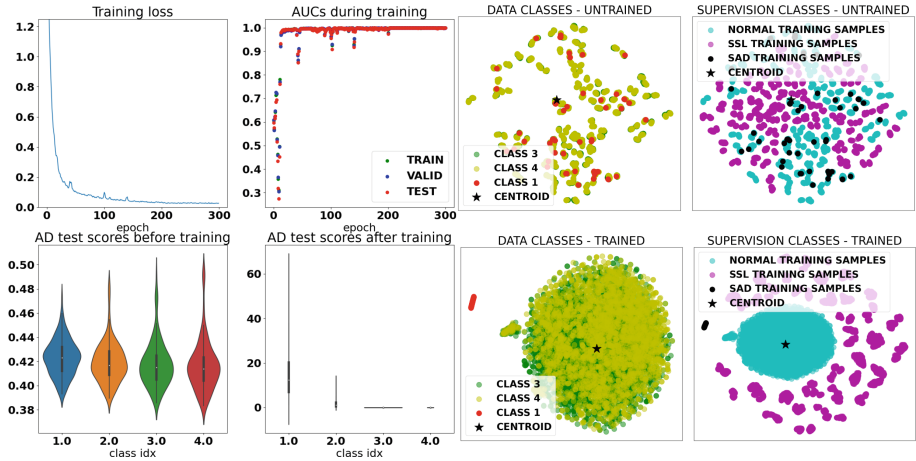 Training loss
1.2
1.0
0.8
0.6
0.4
0.2
0.0
0
100
200
300
epoch
AUCs during training
1.0
0.9
0.8
0.7
0.6
0.5
0.4
0.3
TRAIN
VALID
TEST
0
100
200
300
epoch
DATA CLASSES - UNTRAINED
CLASS 3
CLASS 4
CLASS 1
CENTROID
SUPERVISION CLASSES - UNTRAINED
NORMAL TRAINING SAMPLES
SSL TRAINING SAMPLES
SAD TRAINING SAMPLES
CENTROID
AD test scores before training
0.50
0.48
0.46
0.44
0.42
0.40
0.38
1.0
2.0
3.0
4.0
class idx
AD test scores after training
60
40
20
0
1.0
2.0
3.0
4.0
class idx
DATA CLASSES - TRAINED
CLASS 3
CLASS 4
CLASS 1
CENTROID
SUPERVISION CLASSES - TRAINED
NORMAL TRAINING SAMPLES
SSL TRAINING SAMPLES
SAD TRAINING SAMPLES
CENTROID